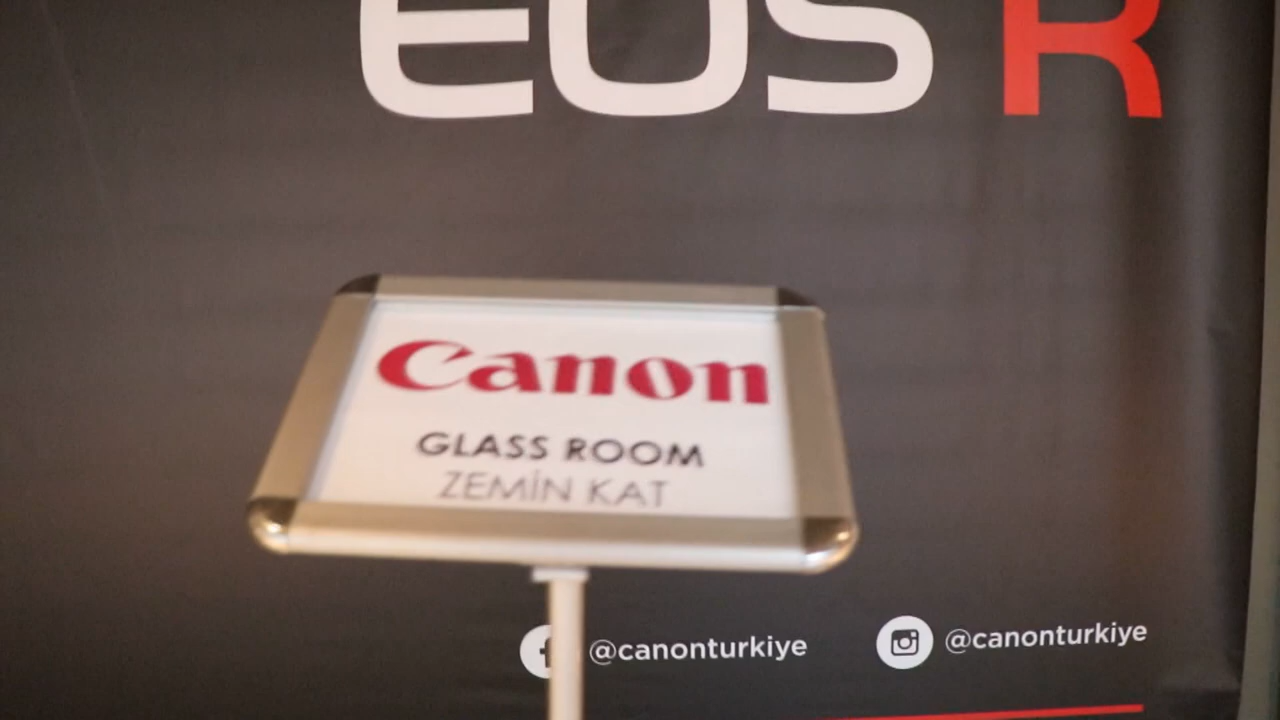 EOS R
Canon
GLASS ROOM
ZEMİN KAT
@canonturkiye @canonturkiye